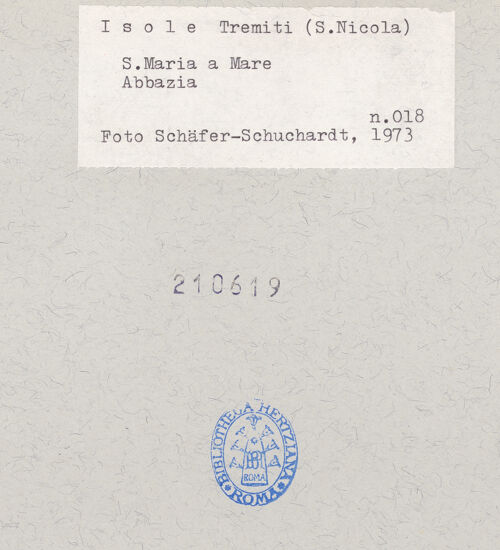 I s o l e Tremiti (S.Nicola)
S.Maria a Mare
Abbazia
n.018
Foto Schäfer-Schuchardt, 1973
210619
BIBLIOTHECA HERTZIANA
ROMA
ROMA